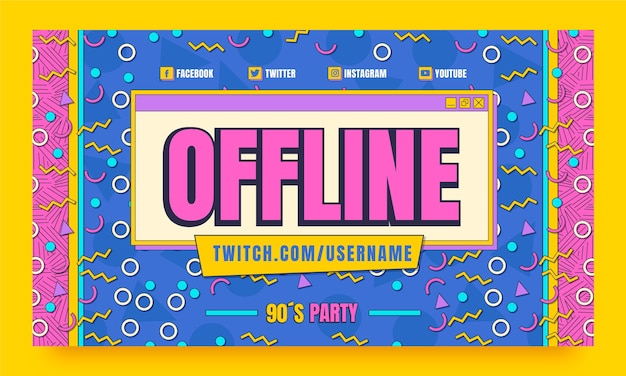 FACEBOOK TWITTER INSTAGRAM YOUTUBE
OFFLINE
TWITCH.COM/USERNAME
90´S PARTY